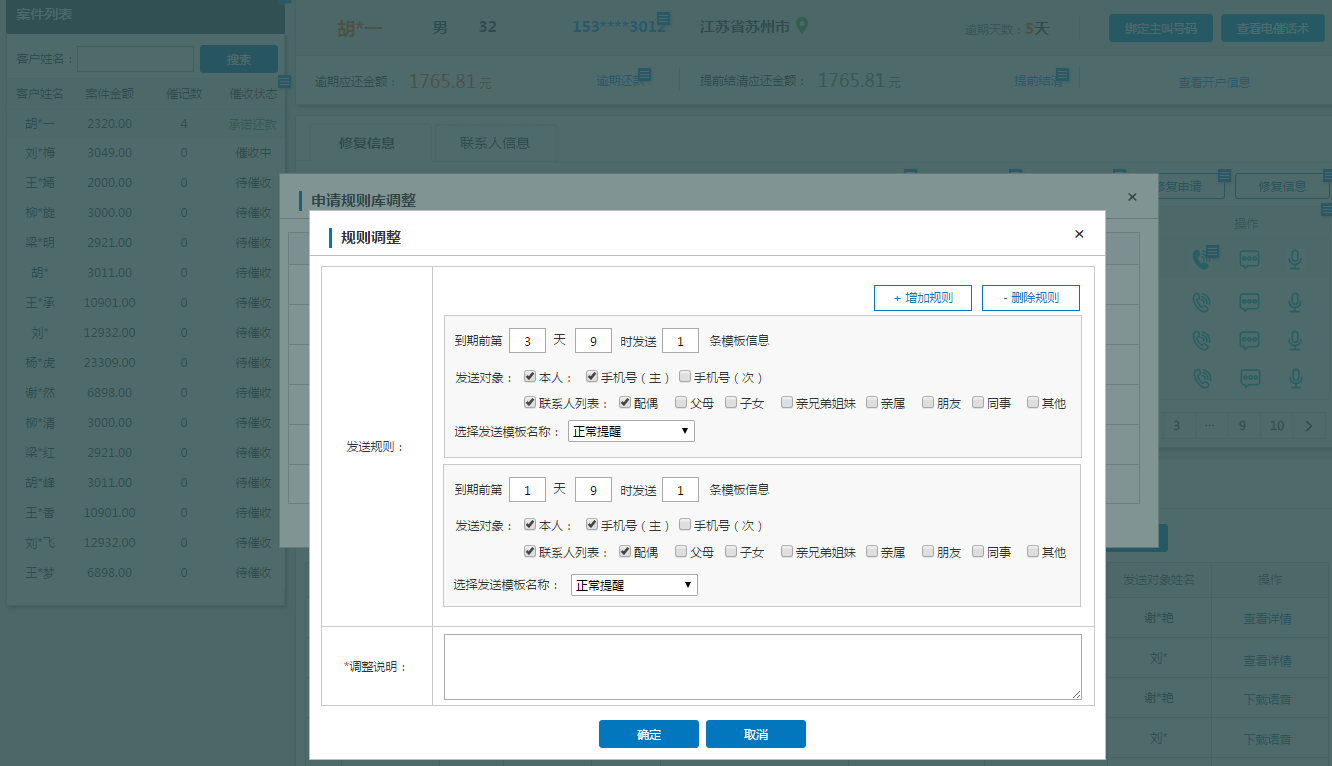 案件列表
客户姓名： 搜索
客户姓名 案件金额 催记数 催收状态
胡*一 2320.00 4 承诺还款
刘*梅 3049.00 0 催收中
王*嫣 2000.00 0 待催收
柳*旋 3000.00 0 待催收
梁*明 2921.00 0 待催收
胡* 3011.00 0 待催收
王*承 10901.00 0 待催收
刘* 12932.00 0 待催收
杨*虎 23309.00 0 待催收
谢*然 6898.00 0 待催收
柳*清 3000.00 0 待催收
梁*红 2921.00 0 待催收
胡*峰 3011.00 0 待催收
王*香 10901.00 0 待催收
刘*飞 12932.00 0 待催收
王*梦 6898.00 0 待催收
胡*一 男 32 153****3012 江苏省苏州市 逾期天数：5天 绑定主叫号码 查看电催话术
逾期应还金额： 1765.81 元 逾期还款 提前结清应还金额： 1765.81 元 提前结清 查看开户信息
修复信息 联系人信息
修复申请 修复信息
操作
3 ··· 9 10 >
申请规则库调整 ×
规则调整 ×
发送规则：
+ 增加规则 - 删除规则
到期前第 3 天 9 时发送 1 条模板信息
发送对象： 本人： 手机号（主） 手机号（次）
联系人列表： 配偶 父母 子女 亲兄弟姐妹 亲属 朋友 同事 其他
选择发送模板名称： 正常提醒
到期前第 1 天 9 时发送 1 条模板信息
发送对象： 本人： 手机号（主） 手机号（次）
联系人列表： 配偶 父母 子女 亲兄弟姐妹 亲属 朋友 同事 其他
选择发送模板名称： 正常提醒
*调整说明：
确定 取消
发送对象姓名 操作
谢*艳 查看详情
刘* 查看详情
谢*艳 下载语音
刘* 下载语音